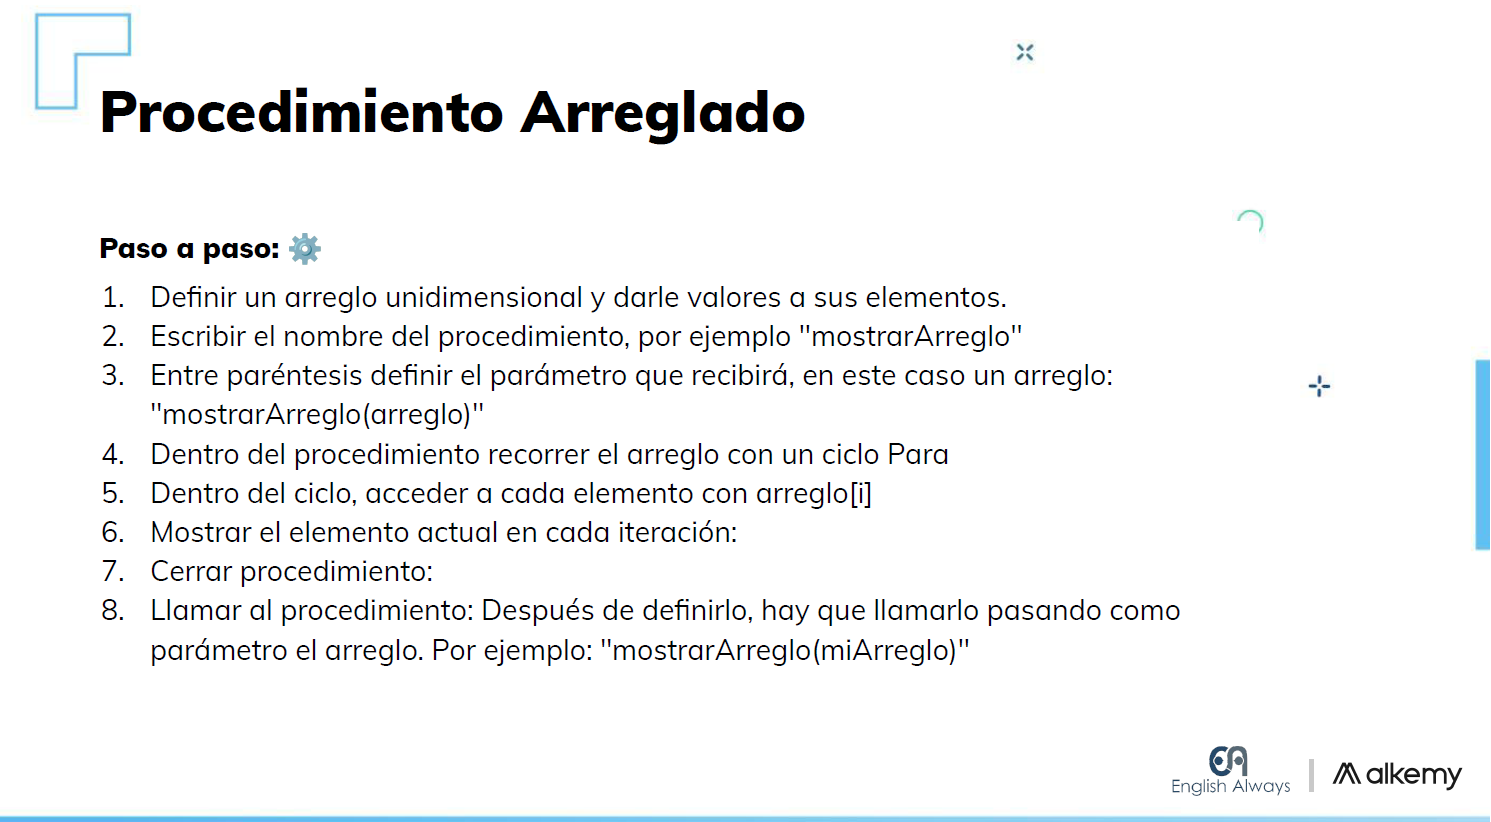 Procedimiento Arreglado
Paso a paso: ⚙️
1. Definir un arreglo unidimensional y darle valores a sus elementos.
2. Escribir el nombre del procedimiento, por ejemplo "mostrarArreglo"
3. Entre paréntesis definir el parámetro que recibirá, en este caso un arreglo:
"mostrarArreglo(arreglo)"
4. Dentro del procedimiento recorrer el arreglo con un ciclo Para
5. Dentro del ciclo, acceder a cada elemento con arreglo[i]
6. Mostrar el elemento actual en cada iteración:
7. Cerrar procedimiento:
8. Llamar al procedimiento: Después de definirlo, hay que llamarlo pasando como
parámetro el arreglo. Por ejemplo: "mostrarArreglo(miArreglo)"
EA
English Always
alkemy